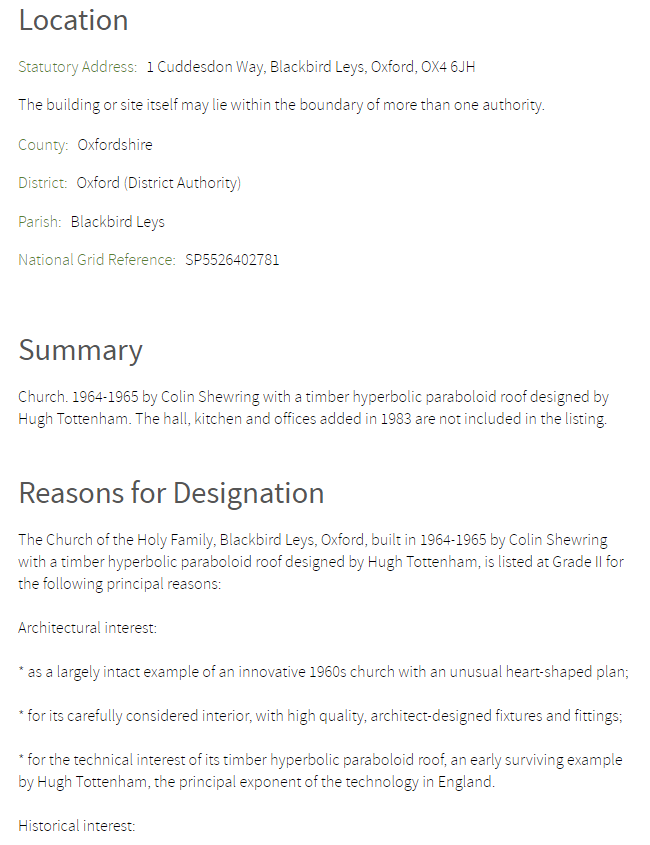 Location
Statutory Address: 1 Cuddesdon Way, Blackbird Leys, Oxford, OX4 6JH
The building or site itself may lie within the boundary of more than one authority.
County: Oxfordshire
District: Oxford (District Authority)
Parish: Blackbird Leys
National Grid Reference: SP5526402781
Summary
Church. 1964-1965 by Colin Shewring with a timber hyperbolic paraboloid roof designed by
Hugh Tottenham. The hall, kitchen and offices added in 1983 are not included in the listing.
Reasons for Designation
The Church of the Holy Family, Blackbird Leys, Oxford, built in 1964-1965 by Colin Shewring
with a timber hyperbolic paraboloid roof designed by Hugh Tottenham, is listed at Grade II for
the following principal reasons:
Architectural interest:
* as a largely intact example of an innovative 1960s church with an unusual heart-shaped plan;
* for its carefully considered interior, with high quality, architect-designed fixtures and fittings;
* for the technical interest of its timber hyperbolic paraboloid roof, an early surviving example
by Hugh Tottenham, the principal exponent of the technology in England.
Historical interest: